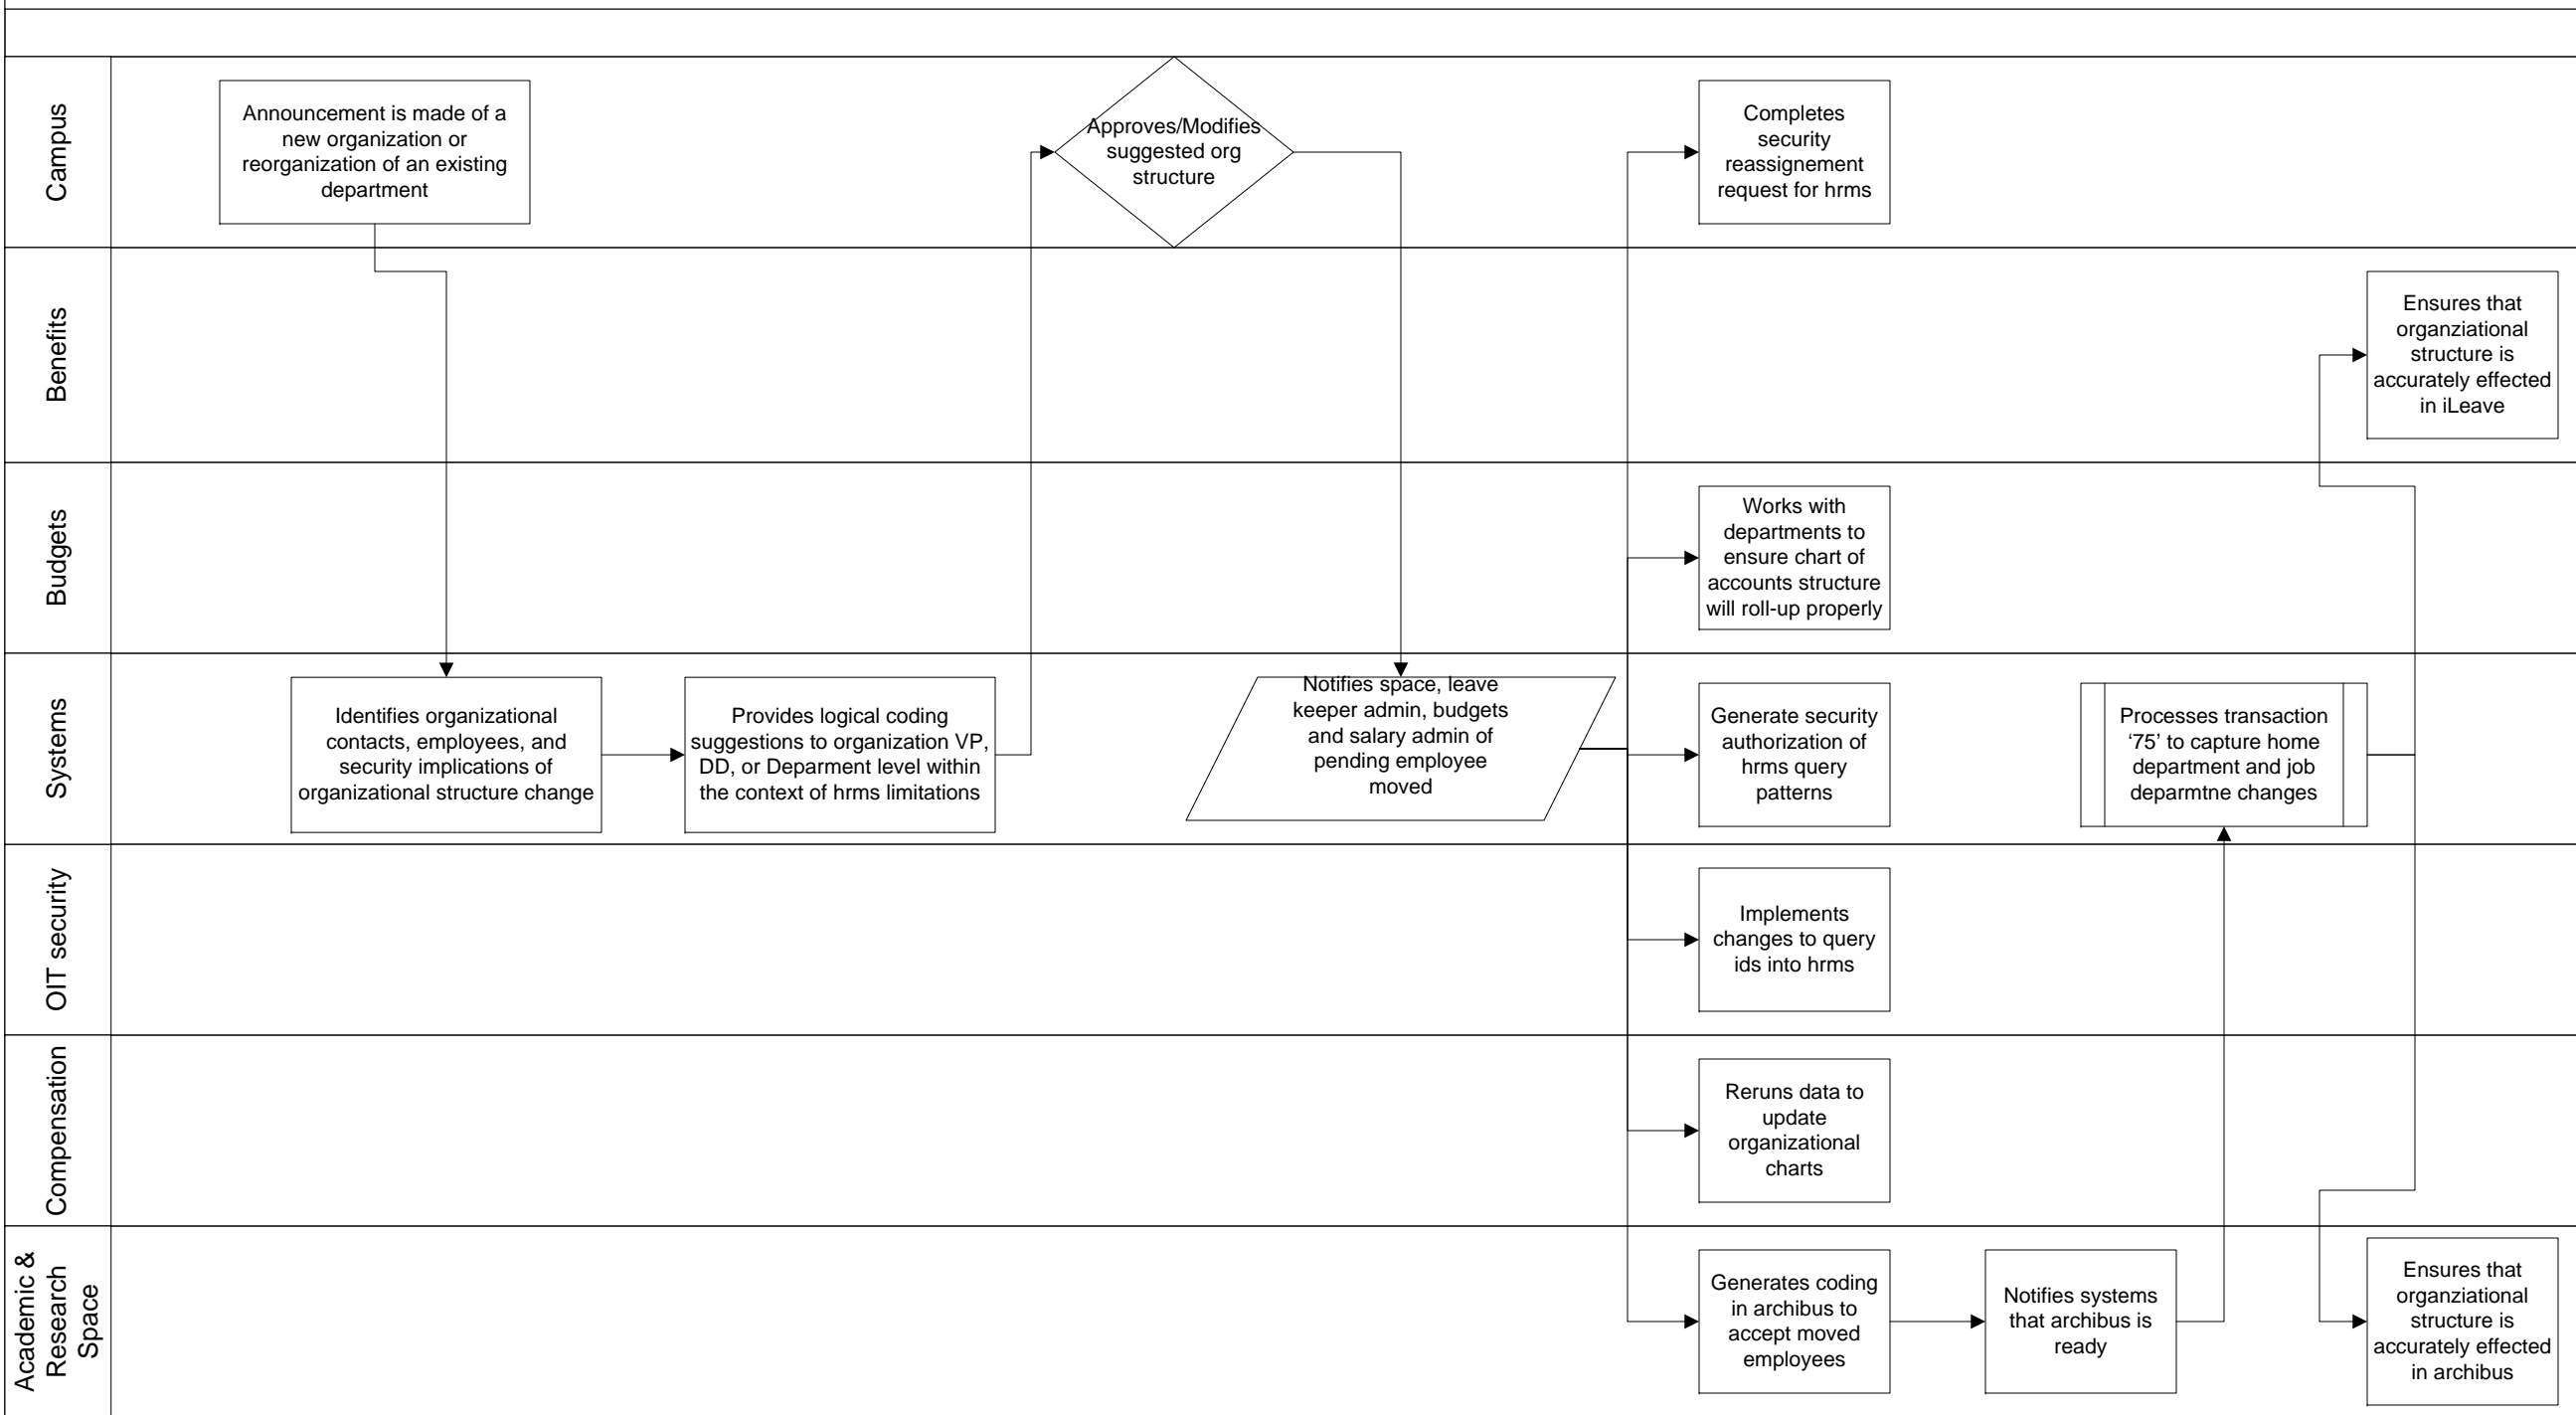 Campus
Announcement is made of a
new organization or
reorganization of an existing
department
Approves/Modifies
suggested org
structure
Completes
security
reassignement
request for hrms
Benefits
Ensures that
organziational
structure is
accurately effected
in iLeave
Budgets
Works with
departments to
ensure chart of
accounts structure
will roll-up properly
Systems
Identifies organizational
contacts, employees, and
security implications of
organizational structure change
Provides logical coding
suggestions to organization VP,
DD, or Deparment level within
the context of hrms limitations
Notifies space, leave
keeper admin, budgets
and salary admin of
pending employee
moved
Generate security
authorization of
hrms query
patterns
Processes transaction
‘75’ to capture home
department and job
deparmtne changes
OIT security
Implements
changes to query
ids into hrms
Compensation
Reruns data to
update
organizational
charts
Academic &
Research
Space
Generates coding
in archibus to
accept moved
employees
Notifies systems
that archibus is
ready
Ensures that
organziational
structure is
accurately effected
in archibus